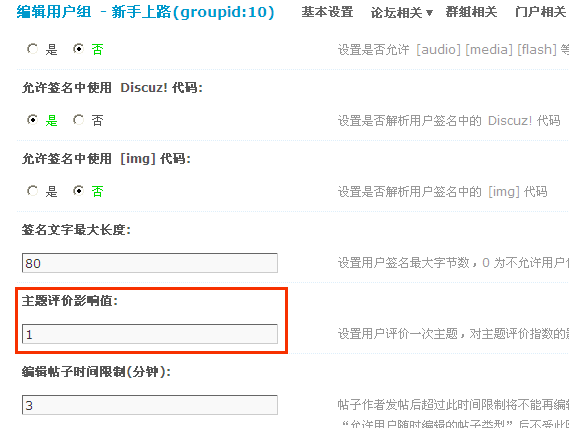 编辑用户组 - 新手上路(groupid:10) 基本设置 论坛相关 群组相关 门户相关
是 否 设置是否允许 [audio] [media] [flash] 等
允许签名中使用 Discuz! 代码:
是 否 设置是否解析用户签名中的 Discuz! 代码
允许签名中使用 [img] 代码:
是 否 设置是否解析用户签名中的 [img] 代码
签名文字最大长度:
80 设置用户签名最大字节数，0 为不允许用户
主题评价影响值:
1 设置用户评价一次主题，对主题评价指数的
编辑帖子时间限制(分钟):
3 帖子作者发帖后超过此时间限制将不能再编
“允许用户随时编辑的帖子类型”后不受此